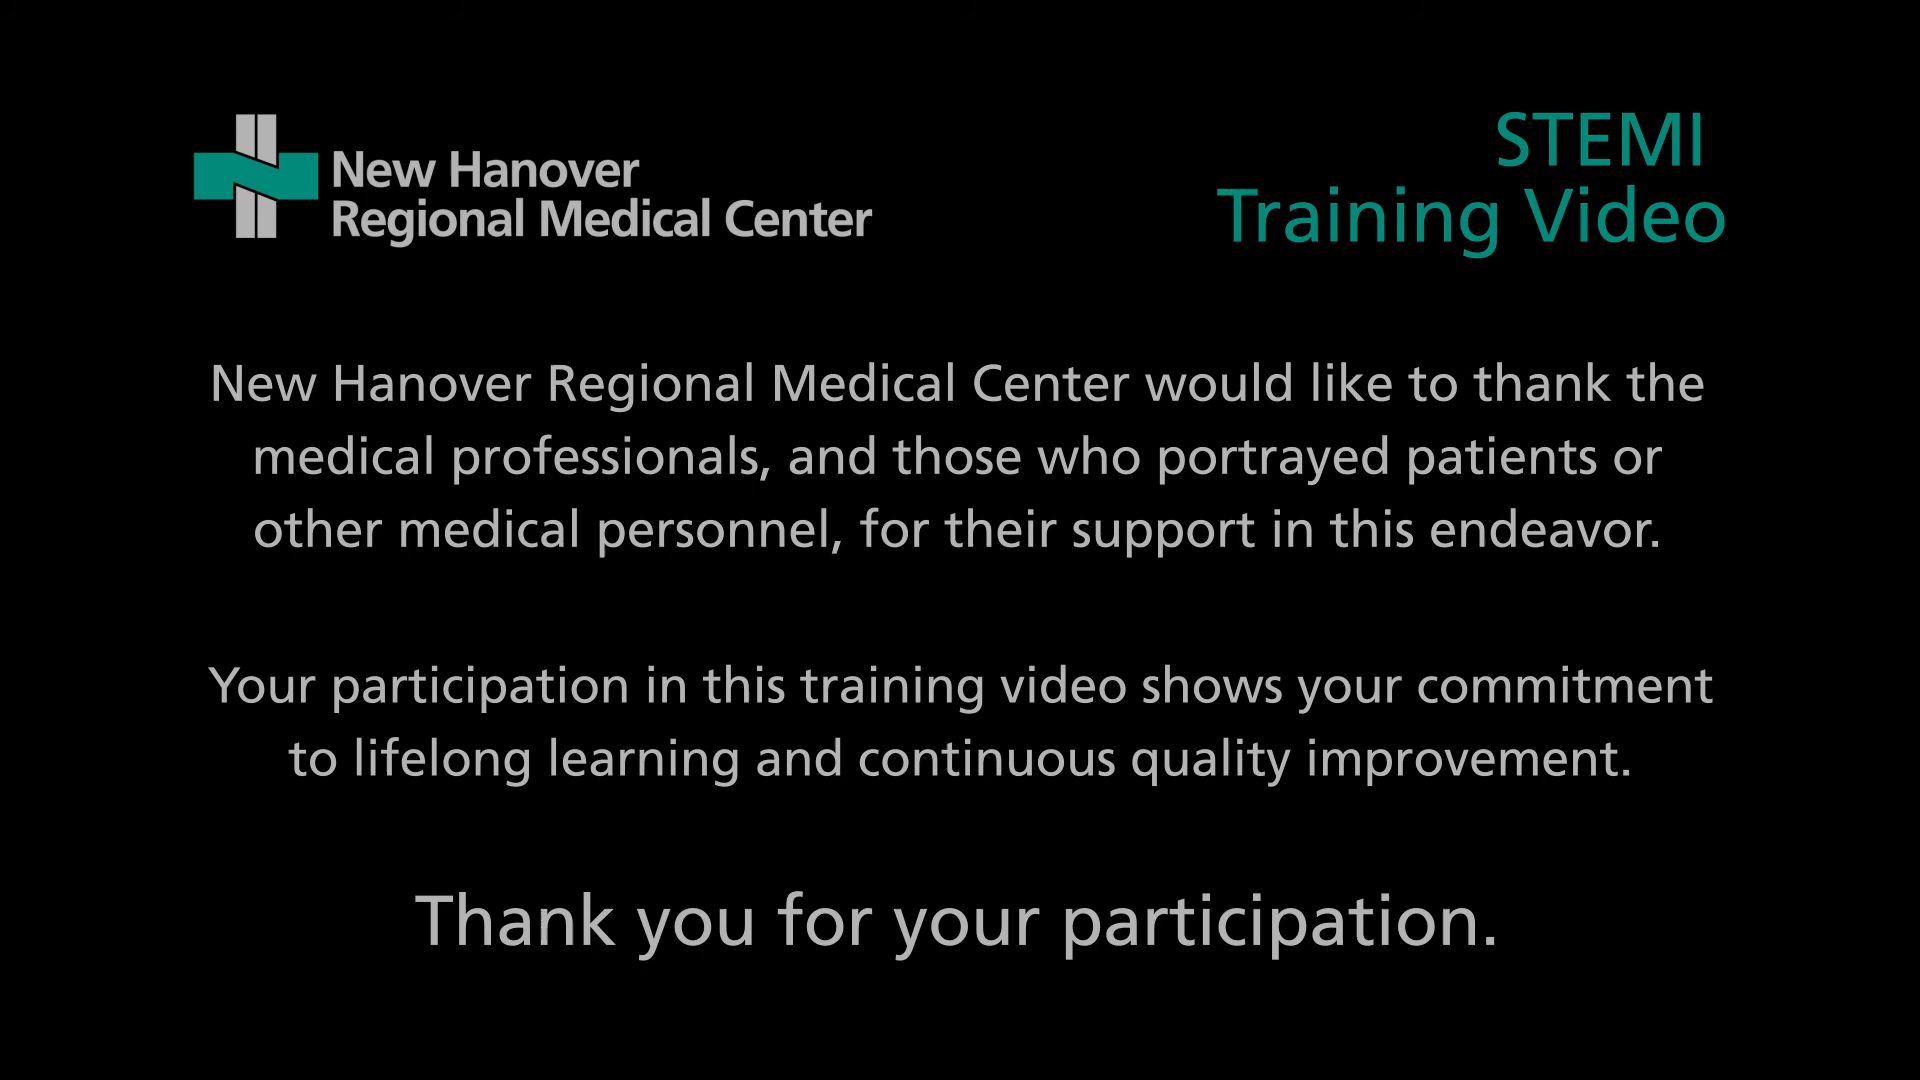 New Hanover
Regional Medical Center
STEMI
Training Video
New Hanover Regional Medical Center would like to thank the
medical professionals, and those who portrayed patients or
other medical personnel, for their support in this endeavor.
Your participation in this training video shows your commitment
to lifelong learning and continuous quality improvement.
Thank you for your participation.